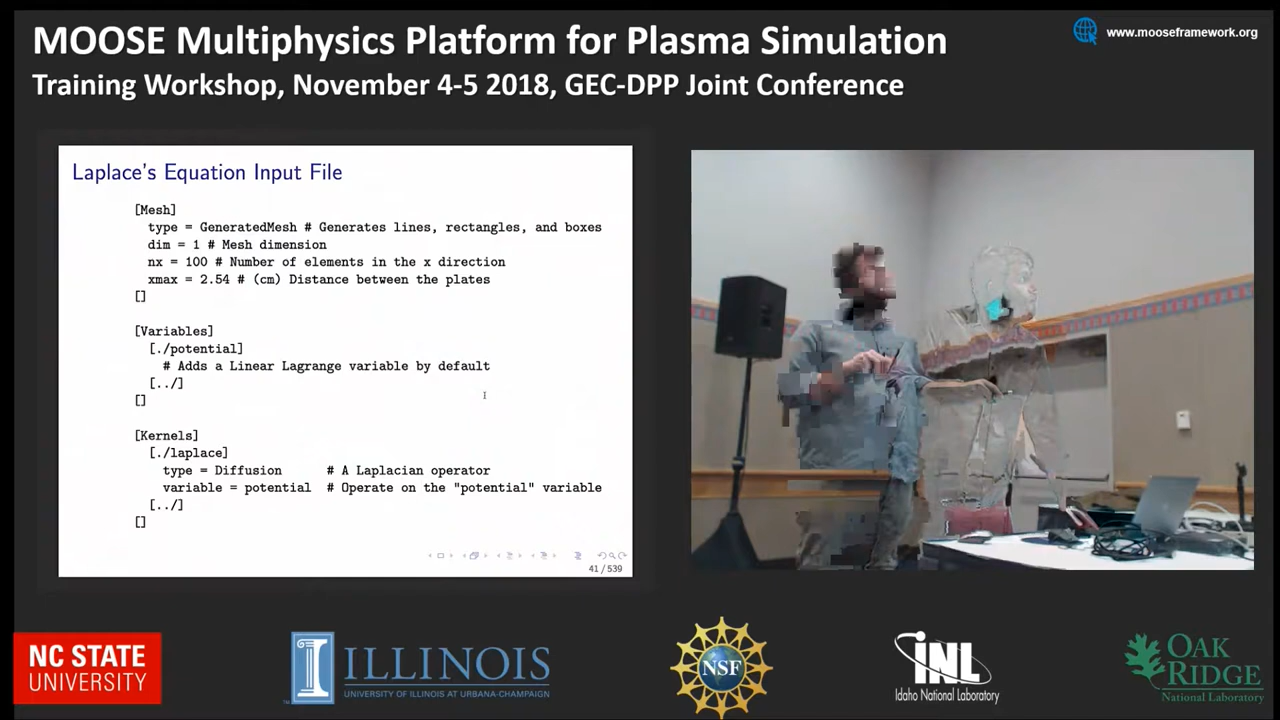 MOOSE Multiphysics Platform for Plasma Simulation
www.mooseframework.org
Training Workshop, November 4-5 2018, GEC-DPP Joint Conference
Laplace's Equation Input File
[Mesh]
type = GeneratedMesh # Generates lines, rectangles, and boxes
dim = 1 # Mesh dimension
nx = 100 # Number of elements in the x direction
xmax = 2.54 # (cm) Distance between the plates
[]
[Variables]
[./potential]
# Adds a Linear Lagrange variable by default
[../]
[]
[Kernels]
[./laplace]
type = Diffusion # A Laplacian operator
variable = potential # Operate on the "potential" variable
[../]
[]
41 / 539
NC STATE
UNIVERSITY
ILLINOIS
UNIVERSITY OF ILLINOIS AT URBANA-CHAMPAIGN
NSF
INL
Idaho National Laboratory
OAK
RIDGE
National Laboratory